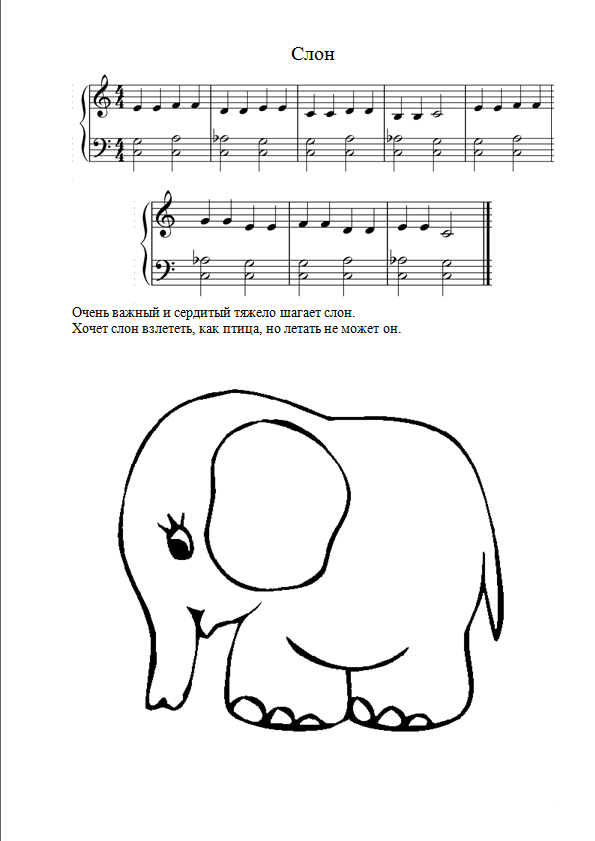 Слон
Очень важный и сердитый тяжело шагает слон.
Хочет слон взлететь, как птица, но летать не может он.